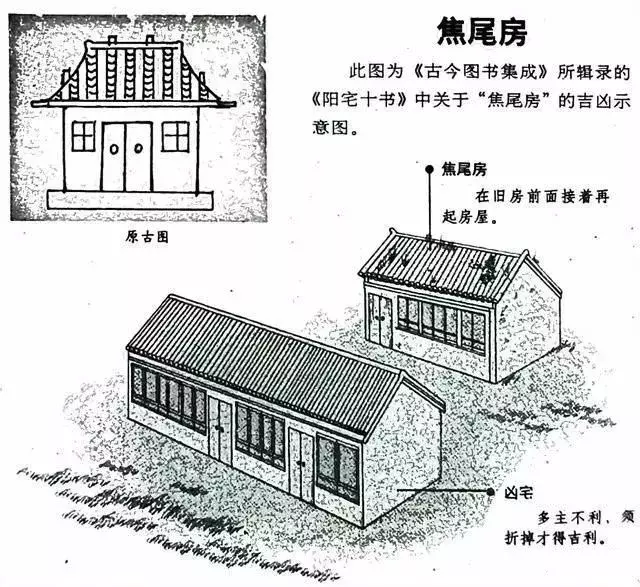 焦尾房
此图为《古今图书集成》所辑录的
《阳宅十书》中关于“焦尾房”的吉凶示
意图。
原古图
焦尾房
在旧房前面接着再
起房屋。
凶宅
多主不利，须
折掉才得吉利。